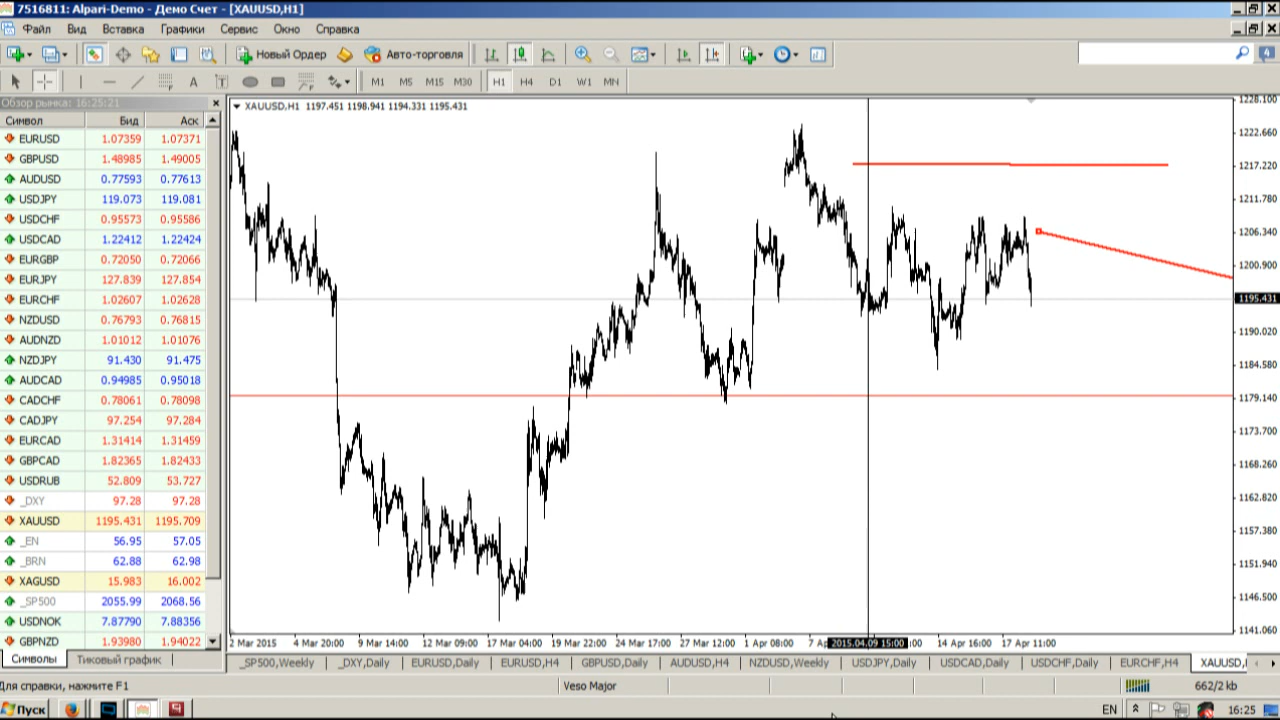 7516811: Alpari-Demo - Демо Счет - [XAUUSD,H1]
Файл Вид Вставка Графики Сервис Окно Справка
Новый Ордер Авто-торговля 4
A T M1 M5 M15 M30 H1 H4 D1 W1 MN
Обзор рынка: 16:25:21
Символ Бид Аск
EURUSD 1.07359 1.07371
GBPUSD 1.48985 1.49005
AUDUSD 0.77593 0.77613
USDJPY 119.073 119.081
USDCHF 0.95573 0.95586
USDCAD 1.22412 1.22424
EURGBP 0.72050 0.72066
EURJPY 127.839 127.854
EURCHF 1.02607 1.02628
NZDUSD 0.76793 0.76815
AUDNZD 1.01012 1.01076
NZDJPY 91.430 91.475
AUDCAD 0.94985 0.95018
CADCHF 0.78061 0.78098
CADJPY 97.254 97.284
EURCAD 1.31414 1.31459
GBPCAD 1.82365 1.82433
USDRUB 52.809 53.727
_DXY 97.28 97.28
XAUUSD 1195.431 1195.709
_EN 56.95 57.05
_BRN 62.88 62.98
XAGUSD 15.983 16.002
_SP500 2055.99 2068.56
USDNOK 7.87790 7.88356
GBPNZD 1.93980 1.94022
Символы Тиковый график
XAUUSD,H1 1197.451 1198.941 1194.331 1195.431
1228.100
1222.660
1217.220
1211.780
1206.340
1200.900
1195.431
1190.020
1184.580
1179.140
1173.700
1168.260
1162.820
1157.380
1151.940
1146.500
1141.060
2 Mar 2015 4 Mar 20:00 9 Mar 14:00 12 Mar 09:00 17 Mar 04:00 19 Mar 22:00 24 Mar 17:00 27 Mar 12:00 1 Apr 08:00 7 Ap 2015.04.09 15:00 :00 14 Apr 16:00 17 Apr 11:00
_SP500,Weekly _DXY,Daily EURUSD,Daily EURUSD,H4 GBPUSD,Daily AUDUSD,H4 NZDUSD,Weekly USDJPY,Daily USDCAD,Daily USDCHF,Daily EURCHF,H4 XAUUSD,
Для справки, нажмите F1 Veso Major 662/2 kb
Пуск EN 16:25